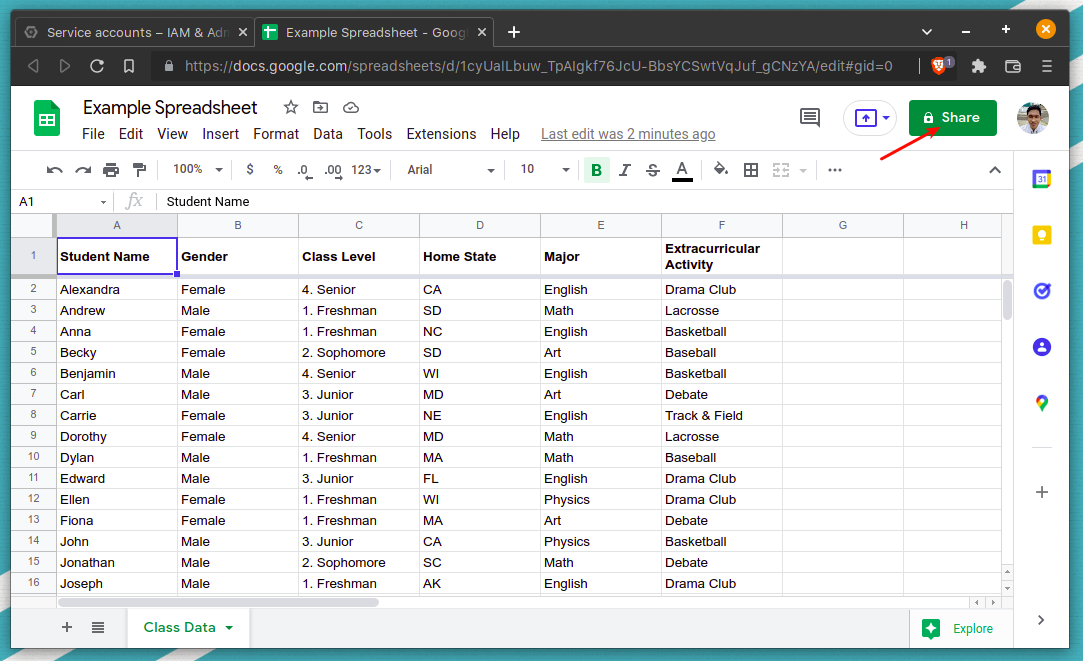 Service accounts – IAM & Adm
Example Spreadsheet - Goog
https://docs.google.com/spreadsheets/d/1cyUaILbuw_TpAIgkf76JcU-BbsYCSwtVqJuf_gCNzYA/edit#gid=0
1
Example Spreadsheet
File Edit View Insert Format Data Tools Extensions Help Last edit was 2 minutes ago
Share
100% $ % .0 .00 123 Arial 10 B I S A
31
A1 fx Student Name
A B C D E F G H
1 Student Name Gender Class Level Home State Major Extracurricular
Activity
2 Alexandra Female 4. Senior CA English Drama Club
3 Andrew Male 1. Freshman SD Math Lacrosse
4 Anna Female 1. Freshman NC English Basketball
5 Becky Female 2. Sophomore SD Art Baseball
6 Benjamin Male 4. Senior WI English Basketball
7 Carl Male 3. Junior MD Art Debate
8 Carrie Female 3. Junior NE English Track & Field
9 Dorothy Female 4. Senior MD Math Lacrosse
10 Dylan Male 1. Freshman MA Math Baseball
11 Edward Male 3. Junior FL English Drama Club
12 Ellen Female 1. Freshman WI Physics Drama Club
13 Fiona Female 1. Freshman MA Art Debate
14 John Male 3. Junior CA Physics Basketball
15 Jonathan Male 2. Sophomore SC Math Debate
16 Joseph Male 1. Freshman AK English Drama Club
Class Data
Explore